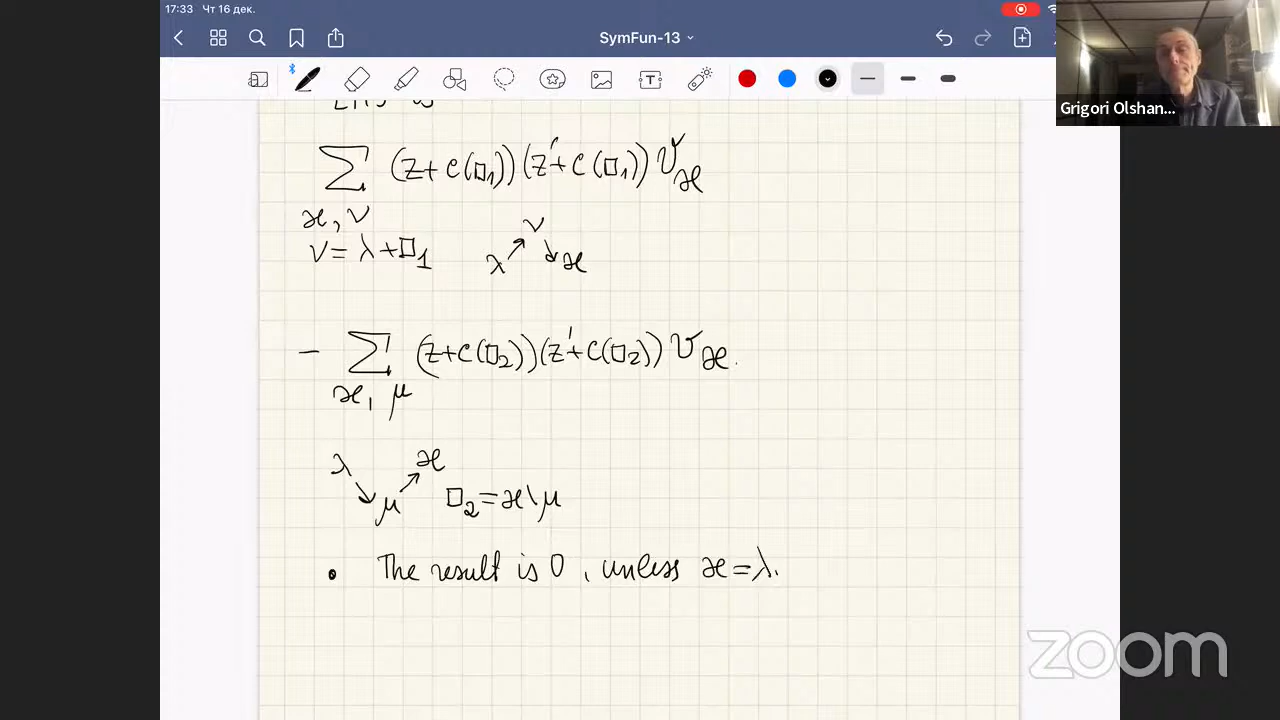 17:33 Чт 16 дек.
SymFun-13
Grigori Olshan...
∑ (z + c(□₁))(z' + c(□₁)) v_ϰ
ϰ, ν
ν = λ + □₁
λ ↗ ν ↘ ϰ
− ∑ (z + c(□₂))(z' + c(□₂)) v_ϰ.
ϰ, μ
λ ↘ μ ↗ ϰ □₂ = ϰ \ μ
• The result is 0, unless ϰ = λ.
zoom